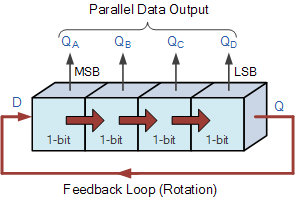 Parallel Data Output
QA QB QC QD
MSB LSB
D Q
1-bit 1-bit 1-bit 1-bit
Feedback Loop (Rotation)